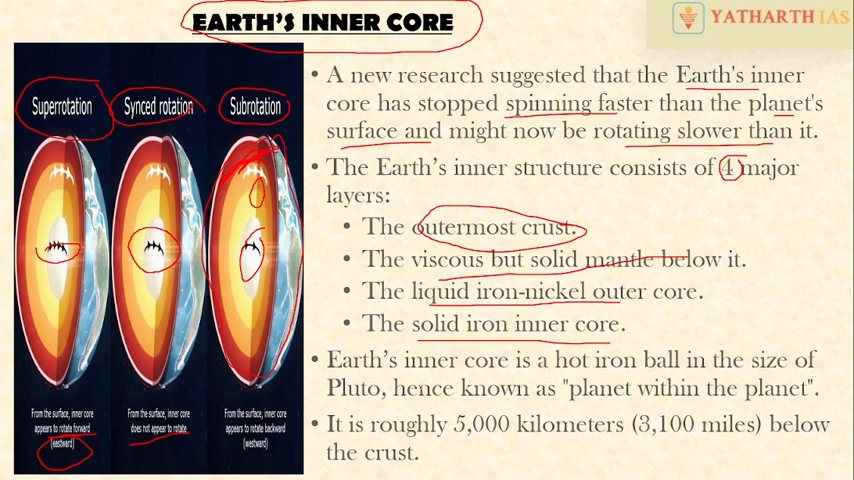 EARTH'S INNER CORE
YATHARTH IAS
Superrotation
Synced rotation
Subrotation
From the surface, inner core
appears to rotate forward
(eastward)
From the surface, inner core
does not appear to rotate
From the surface, inner core
appears to rotate backward
(westward)
• A new research suggested that the Earth's inner
core has stopped spinning faster than the planet's
surface and might now be rotating slower than it.
• The Earth's inner structure consists of 4 major
layers:
• The outermost crust.
• The viscous but solid mantle below it.
• The liquid iron-nickel outer core.
• The solid iron inner core.
• Earth's inner core is a hot iron ball in the size of
Pluto, hence known as "planet within the planet".
• It is roughly 5,000 kilometers (3,100 miles) below
the crust.